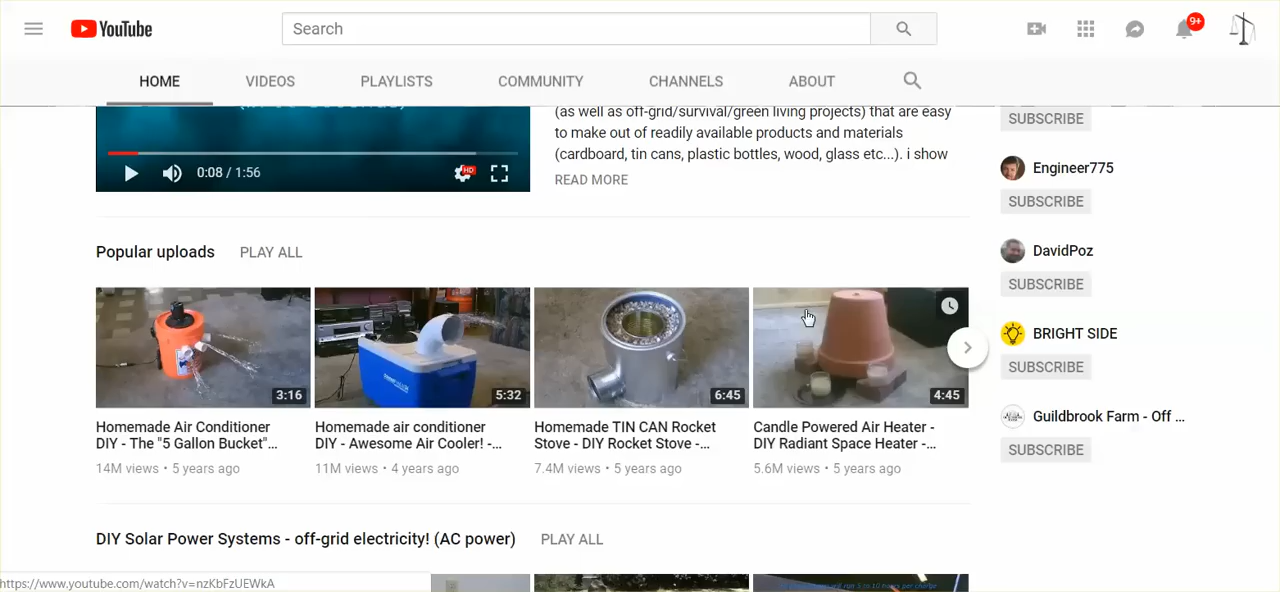 YouTube
Search
9+
HOME VIDEOS PLAYLISTS COMMUNITY CHANNELS ABOUT
(as well as off-grid/survival/green living projects) that are easy
to make out of readily available products and materials
(cardboard, tin cans, plastic bottles, wood, glass etc...). i show
READ MORE
0:08 / 1:56
HD
SUBSCRIBE
Engineer775
SUBSCRIBE
DavidPoz
SUBSCRIBE
BRIGHT SIDE
SUBSCRIBE
Guildbrook Farm - Off ...
SUBSCRIBE
Popular uploads PLAY ALL
3:16
5:32
6:45
4:45
Homemade Air Conditioner
DIY - The "5 Gallon Bucket"...
14M views • 5 years ago
Homemade air conditioner
DIY - Awesome Air Cooler! -...
11M views • 4 years ago
Homemade TIN CAN Rocket
Stove - DIY Rocket Stove -...
7.4M views • 5 years ago
Candle Powered Air Heater -
DIY Radiant Space Heater -...
5.6M views • 5 years ago
DIY Solar Power Systems - off-grid electricity! (AC power) PLAY ALL
https://www.youtube.com/watch?v=nzKbFzUEWkA